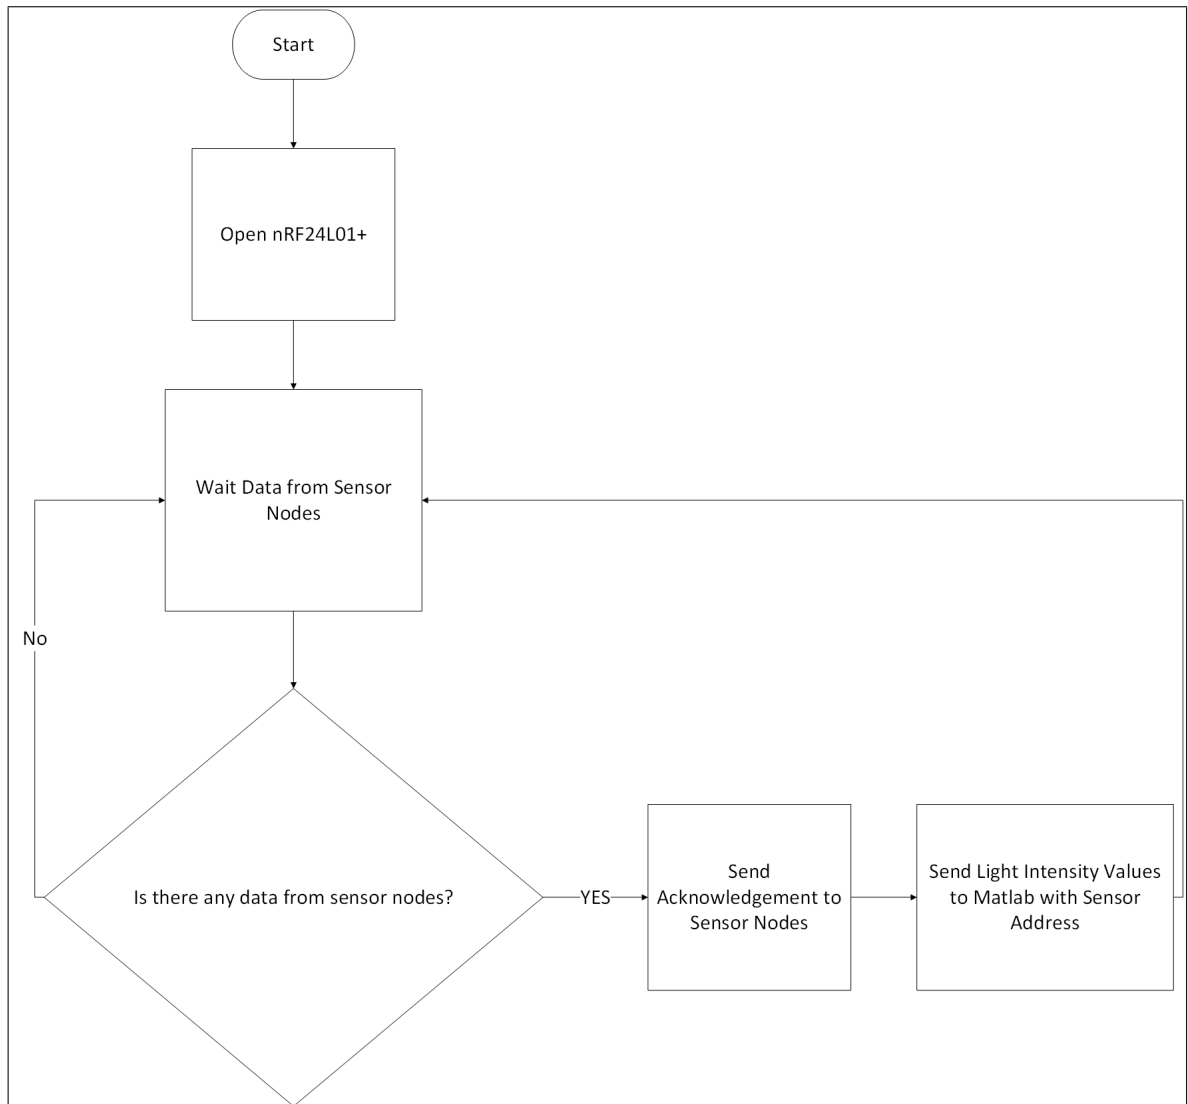 Start
Open nRF24L01+
Wait Data from Sensor
Nodes
No
Is there any data from sensor nodes?
YES
Send
Acknowledgement to
Sensor Nodes
Send Light Intensity Values
to Matlab with Sensor
Address